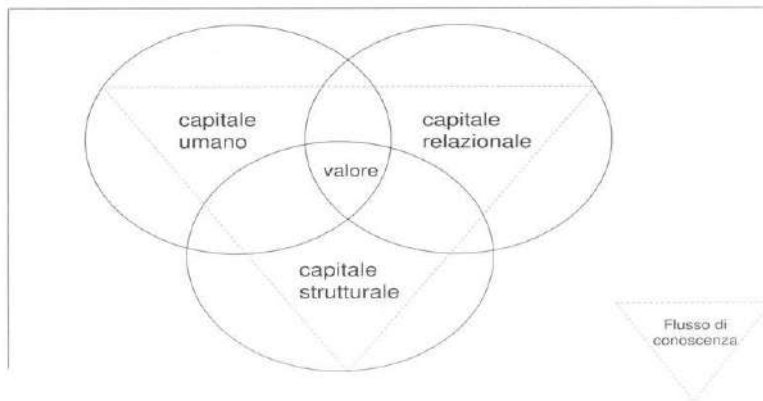 capitale
umano
capitale
relazionale
valore
capitale
strutturale
Flusso di
conoscenza